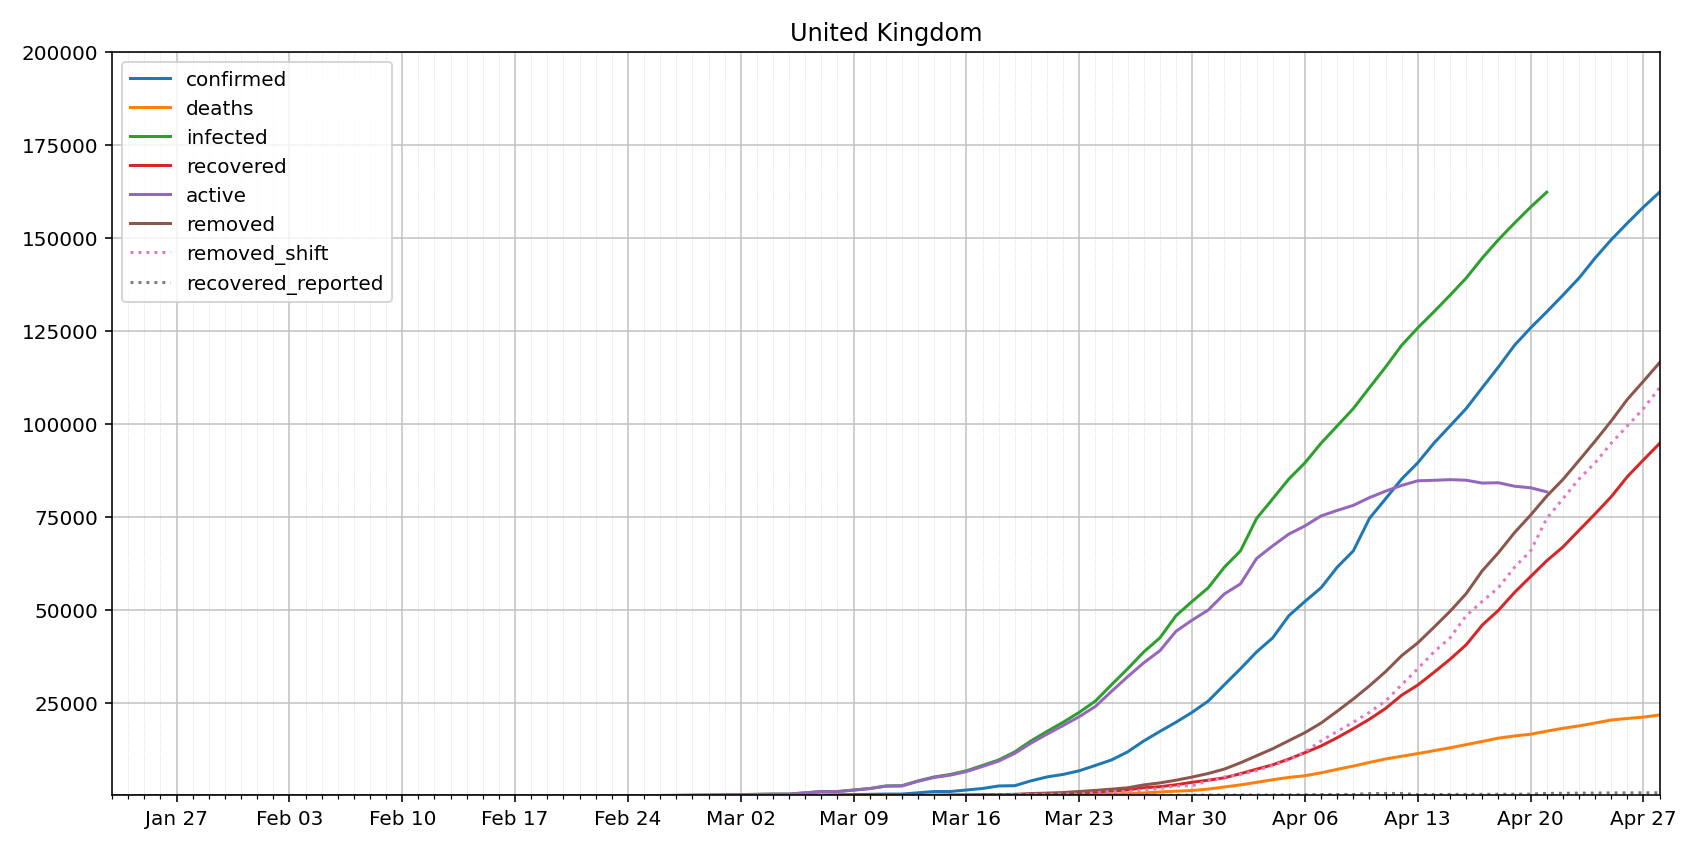 United Kingdom
200000
175000
150000
125000
100000
75000
50000
25000
confirmed
deaths
infected
recovered
active
removed
removed_shift
recovered_reported
Jan 27 Feb 03 Feb 10 Feb 17 Feb 24 Mar 02 Mar 09 Mar 16 Mar 23 Mar 30 Apr 06 Apr 13 Apr 20 Apr 27